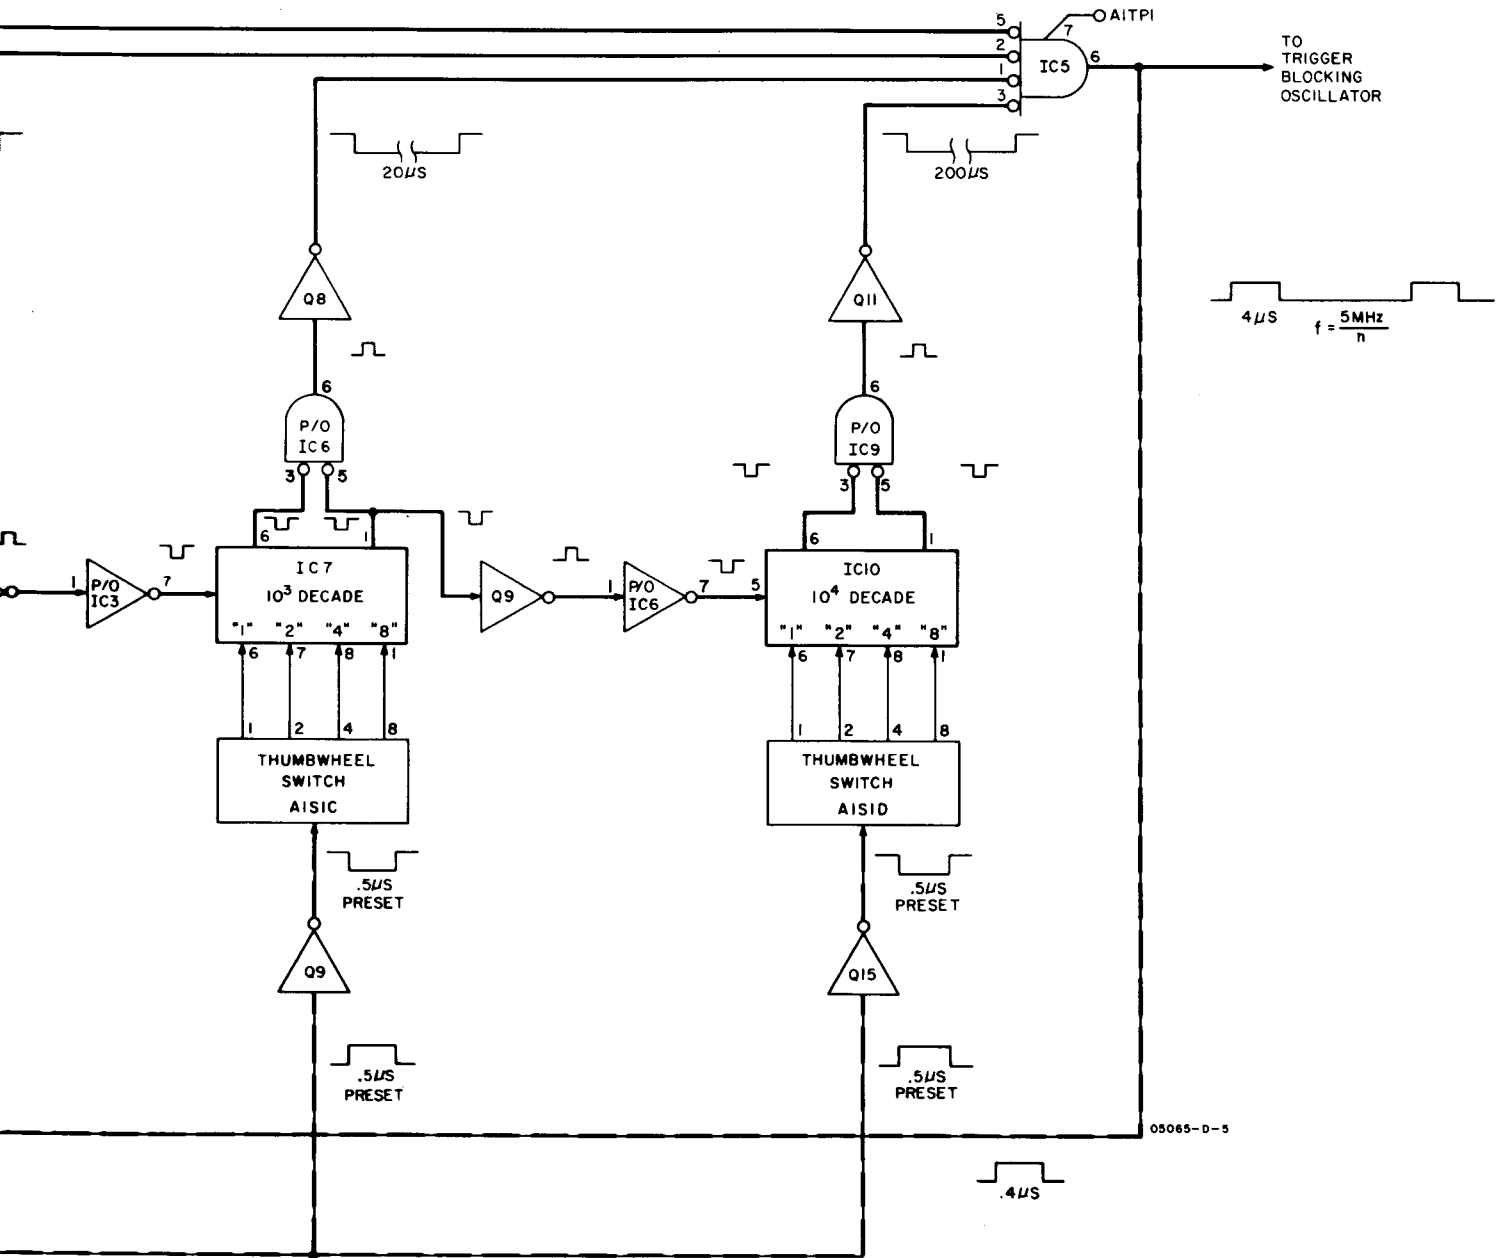 5
2
1
3
7
A1TP1
IC5
6
TO
TRIGGER
BLOCKING
OSCILLATOR
20µS
200µS
Q8
Q11
4µS
f = 5MHz
n
6
6
P/O
IC6
P/O
IC9
3
5
3
5
6
1
6
1
1
P/O
IC3
7
IC7
10³ DECADE
"1" "2" "4" "8"
Q9
1
P/O
IC6
7
5
IC10
10⁴ DECADE
"1" "2" "4" "8"
6 7 8 1
6 7 8 1
1 2 4 8
1 2 4 8
THUMBWHEEL
SWITCH
A1S1C
THUMBWHEEL
SWITCH
A1S1D
.5µS
PRESET
.5µS
PRESET
Q9
Q15
.5µS
PRESET
.5µS
PRESET
05065-D-5
.4µS